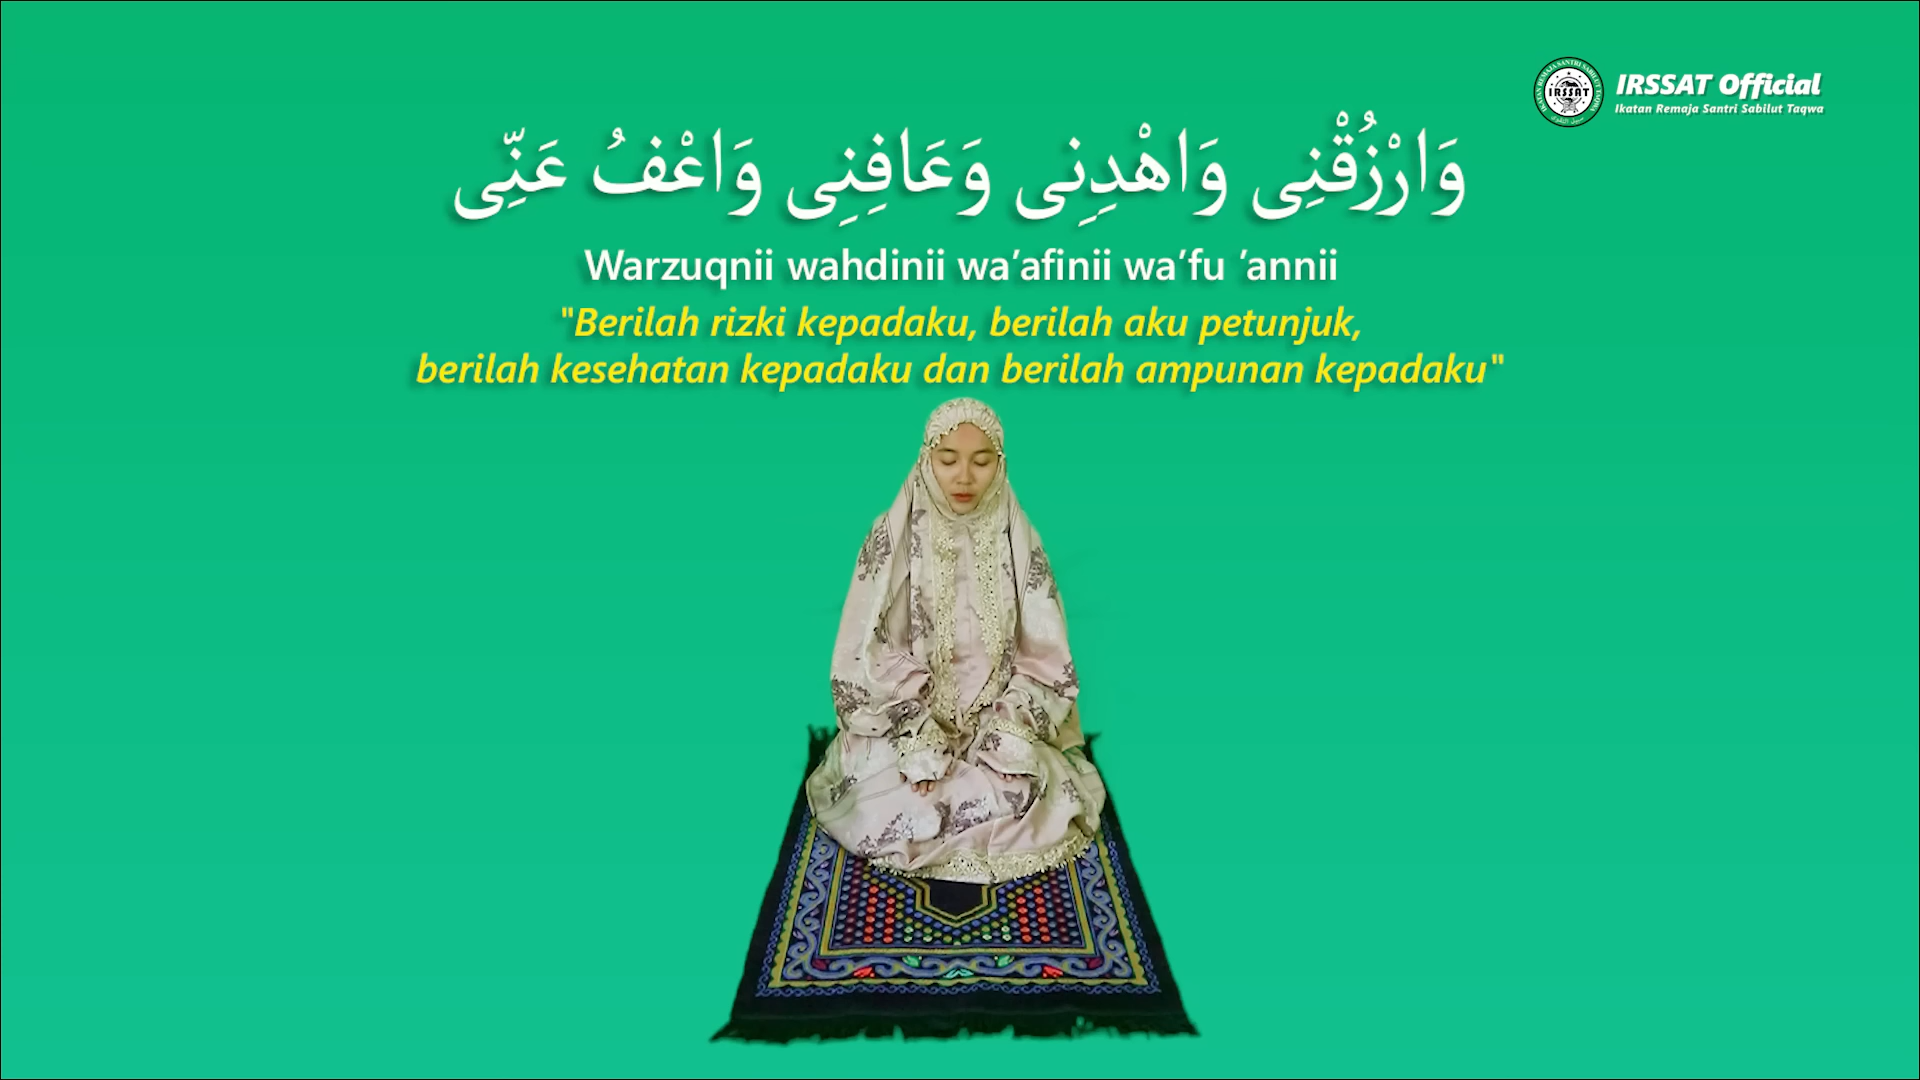 IRSSAT Official
Ikatan Remaja Santri Sabilut Taqwa
IRSSAT
وَارْزُقْنِى وَاهْدِنِى وَعَافِنِى وَاعْفُ عَنِّى
Warzuqnii wahdinii wa’afinii wa’fu ’annii
"Berilah rizki kepadaku, berilah aku petunjuk,
berilah kesehatan kepadaku dan berilah ampunan kepadaku"